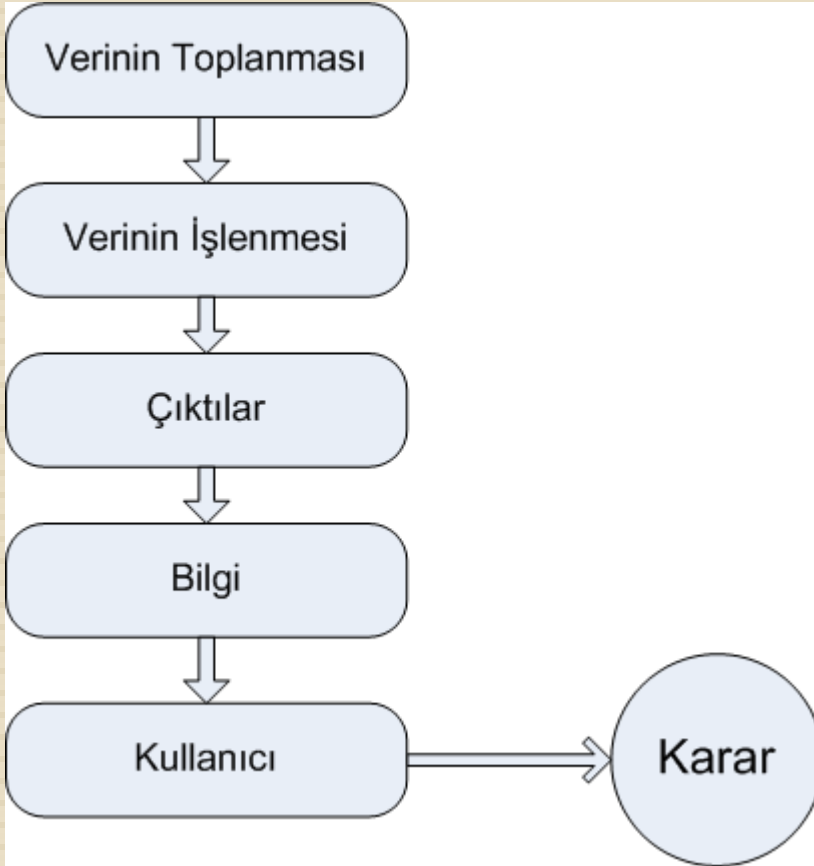 Verinin Toplanması
Verinin İşlenmesi
Çıktılar
Bilgi
Kullanıcı
Karar